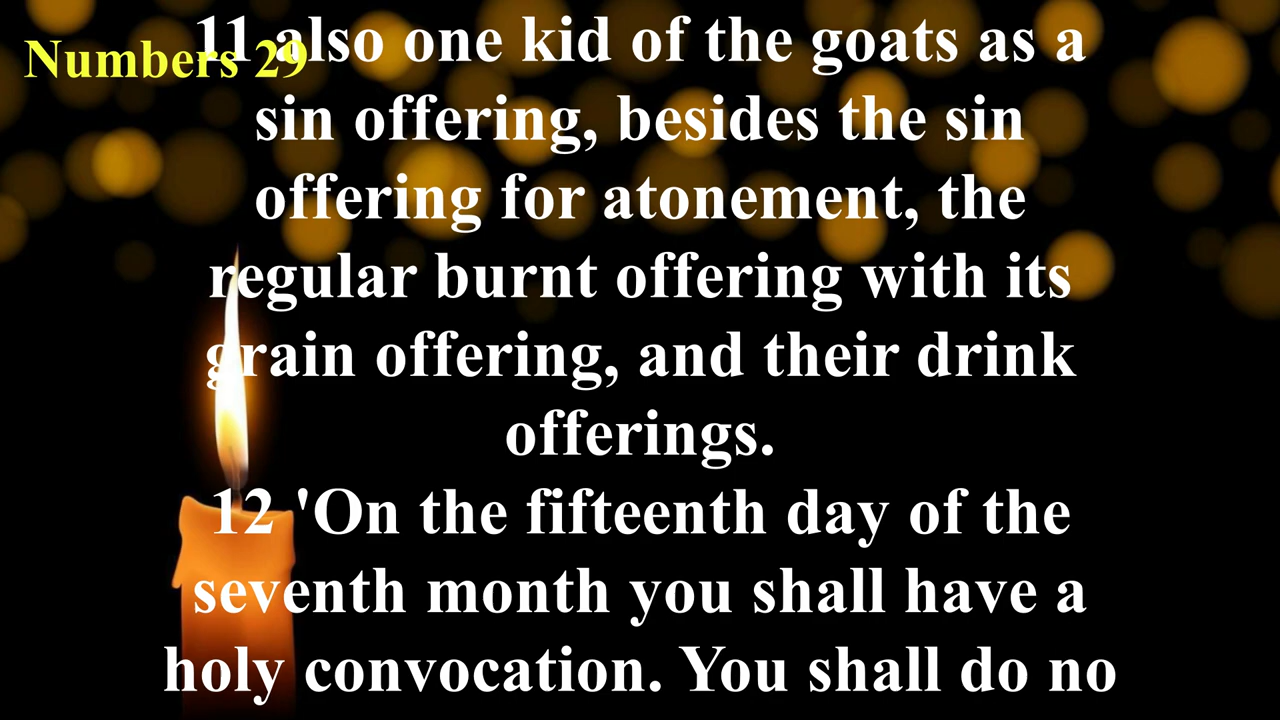 Numbers 29
11 also one kid of the goats as a
sin offering, besides the sin
offering for atonement, the
regular burnt offering with its
grain offering, and their drink
offerings.
12 'On the fifteenth day of the
seventh month you shall have a
holy convocation. You shall do no